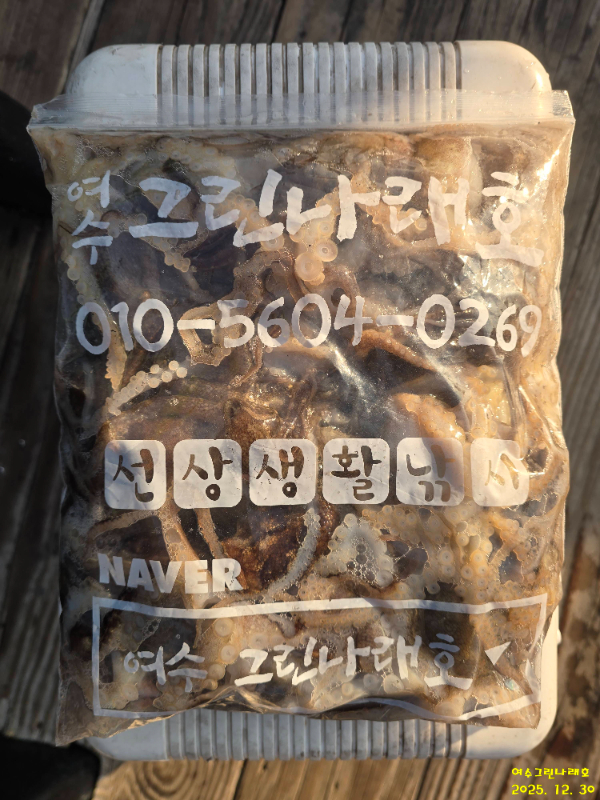 여수 그린나래호
010-5604-0269
선상생활낚시
NAVER
여수 그린나래호
여수그린나래호
2025. 12. 30